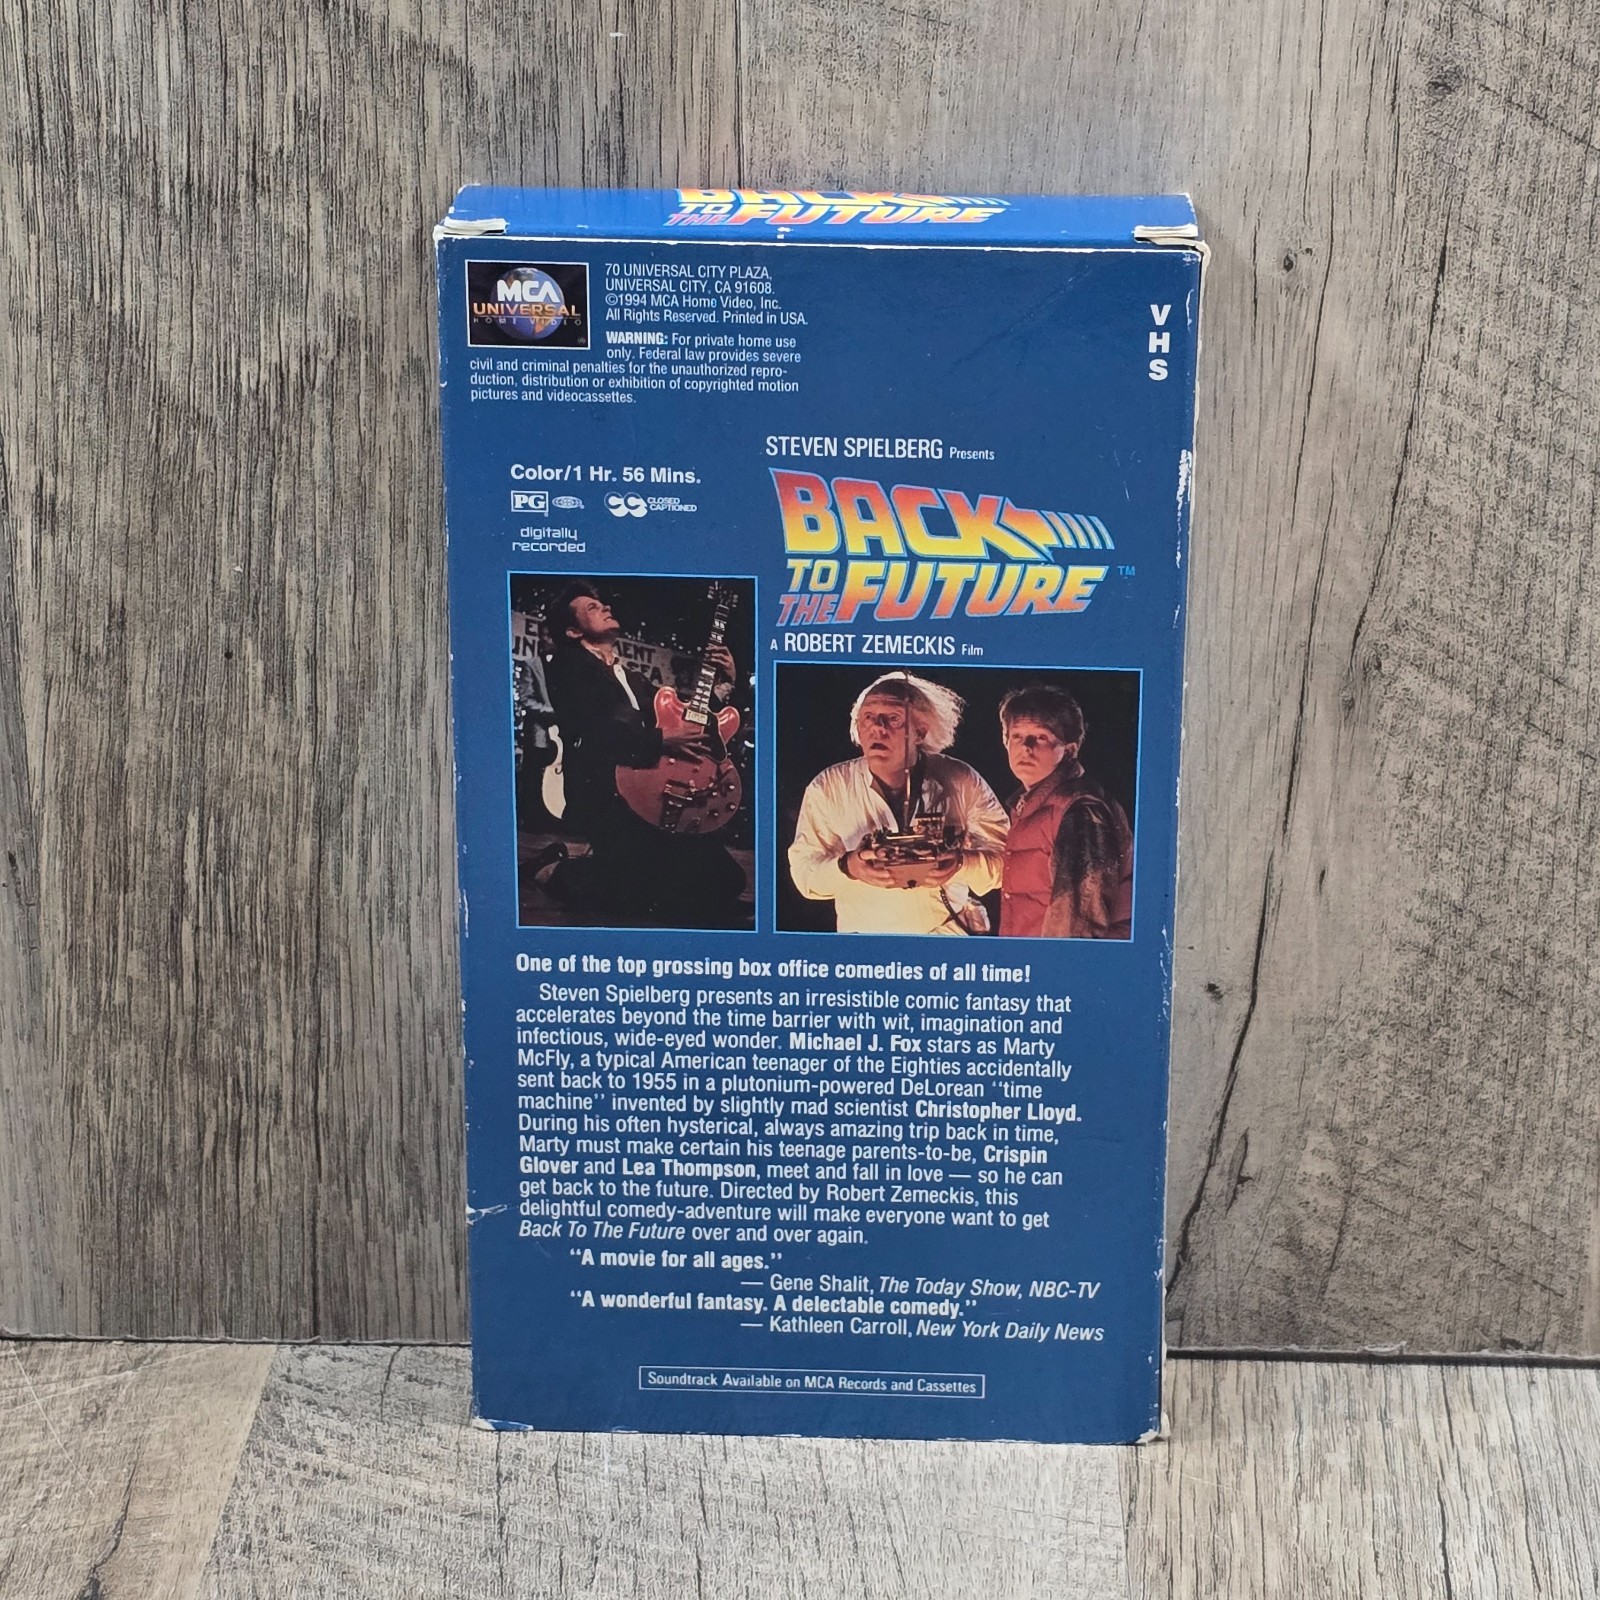 BACK
TO
THE FUTURE
MCA
UNIVERSAL
HOME VIDEO
70 UNIVERSAL CITY PLAZA,
UNIVERSAL CITY, CA 91608.
©1994 MCA Home Video, Inc.
All Rights Reserved. Printed in USA.
WARNING: For private home use
only. Federal law provides severe
civil and criminal penalties for the unauthorized repro-
duction, distribution or exhibition of copyrighted motion
pictures and videocassettes.
VHS
STEVEN SPIELBERG Presents
Color/1 Hr. 56 Mins.
PG
CC CLOSED
CAPTIONED
digitally
recorded
BACK
TO
THE FUTURE™
A ROBERT ZEMECKIS Film
One of the top grossing box office comedies of all time!
Steven Spielberg presents an irresistible comic fantasy that
accelerates beyond the time barrier with wit, imagination and
infectious, wide-eyed wonder. Michael J. Fox stars as Marty
McFly, a typical American teenager of the Eighties accidentally
sent back to 1955 in a plutonium-powered DeLorean “time
machine” invented by slightly mad scientist Christopher Lloyd.
During his often hysterical, always amazing trip back in time,
Marty must make certain his teenage parents-to-be, Crispin
Glover and Lea Thompson, meet and fall in love — so he can
get back to the future. Directed by Robert Zemeckis, this
delightful comedy-adventure will make everyone want to get
Back To The Future over and over again.
“A movie for all ages.”
— Gene Shalit, The Today Show, NBC-TV
“A wonderful fantasy. A delectable comedy.”
— Kathleen Carroll, New York Daily News
Soundtrack Available on MCA Records and Cassettes